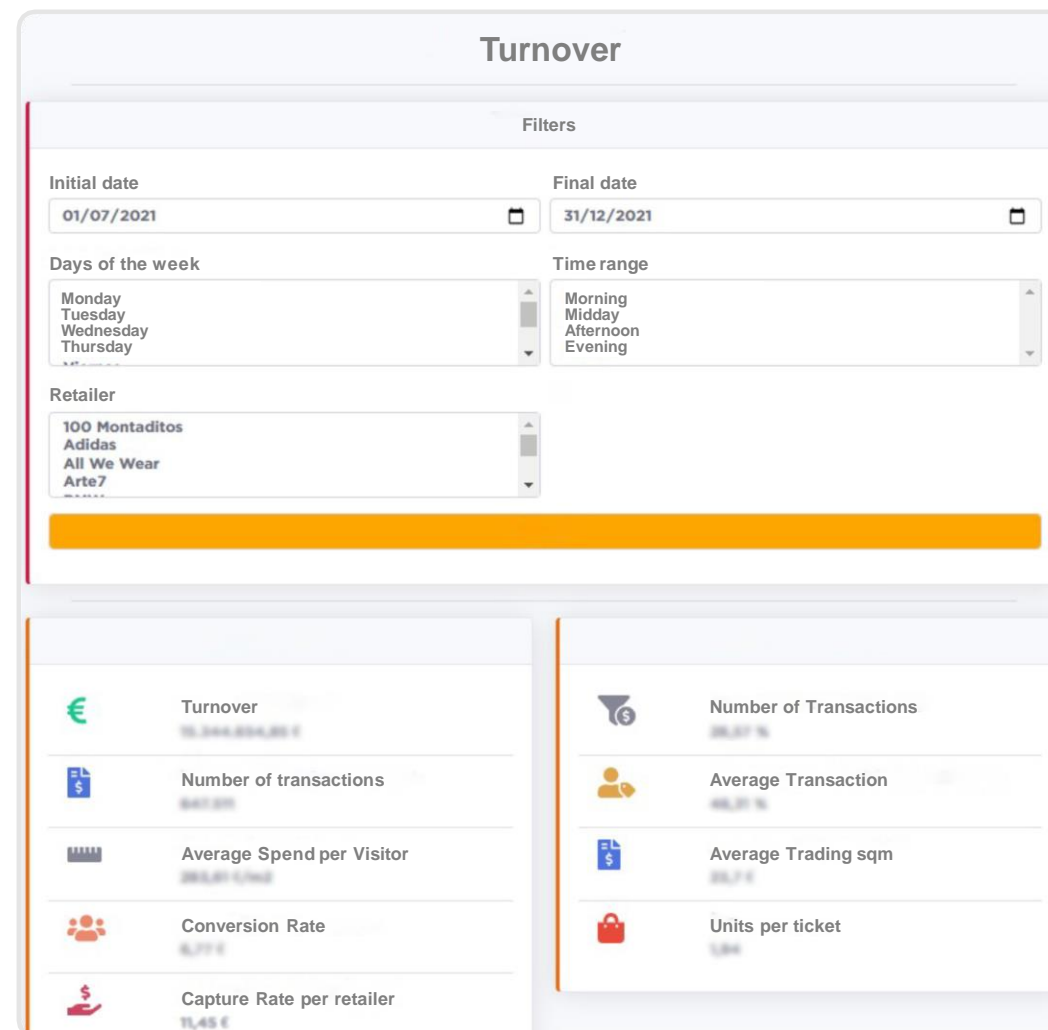 Turnover
Filters
Initial date
Final date
01/07/2021
31/12/2021
Days of the week
Time range
Monday
Tuesday
Wednesday
Thursday
Morning
Midday
Afternoon
Evening
Retailer
100 Montaditos
Adidas
All We Wear
Arte7
€
Turnover
Number of transactions
Average Spend per Visitor
Conversion Rate
Capture Rate per retailer
11,45 €
Number of Transactions
Average Transaction
Average Trading sqm
Units per ticket